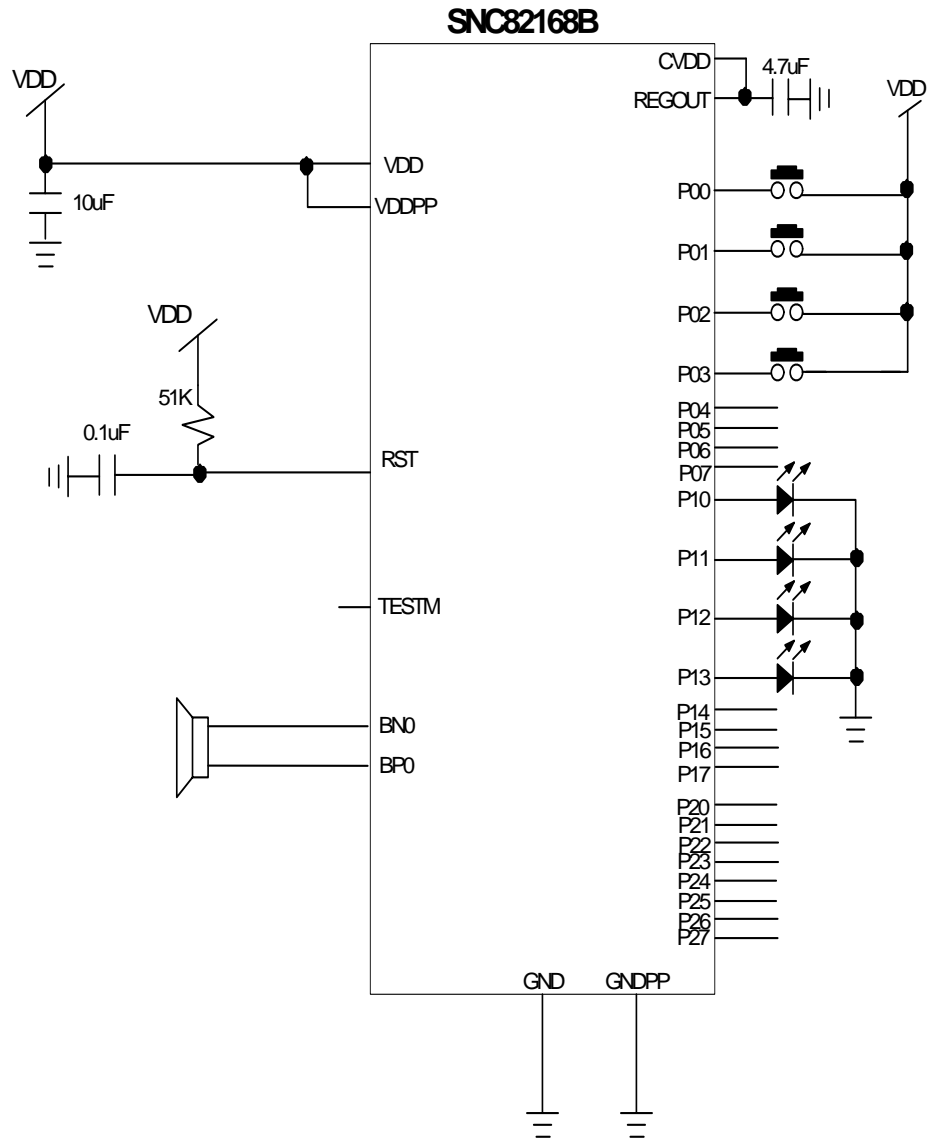 SNC82168B
VDD
10uF
VDD
VDDPP
VDD
51K
0.1uF
RST
TESTM
BN0
BP0
CVDD
REGOUT
4.7uF
VDD
P00
P01
P02
P03
P04
P05
P06
P07
P10
P11
P12
P13
P14
P15
P16
P17
P20
P21
P22
P23
P24
P25
P26
P27
GND
GNDPP